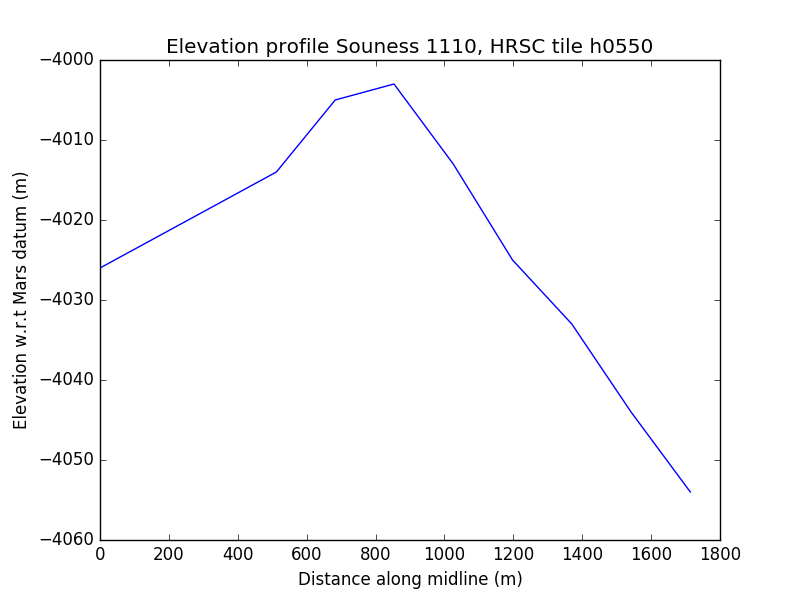 Elevation profile Souness 1110, HRSC tile h0550
−4000
−4010
−4020
−4030
−4040
−4050
−4060
Elevation w.r.t Mars datum (m)
0 200 400 600 800 1000 1200 1400 1600 1800
Distance along midline (m)